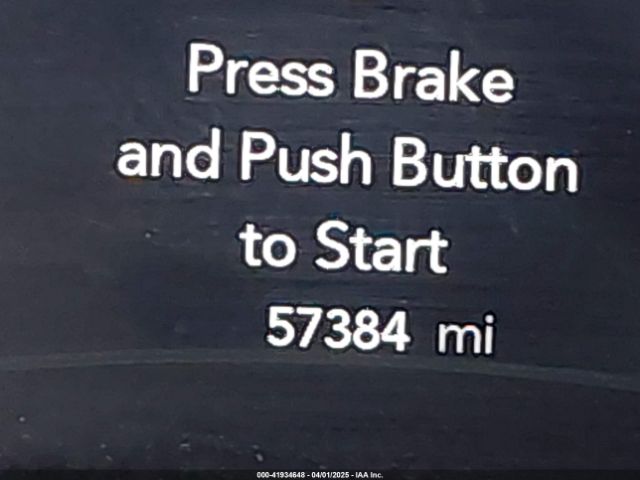 Press Brake
and Push Button
to Start
57384 mi
000-41934648 - 04/01/2025 - IAA Inc.